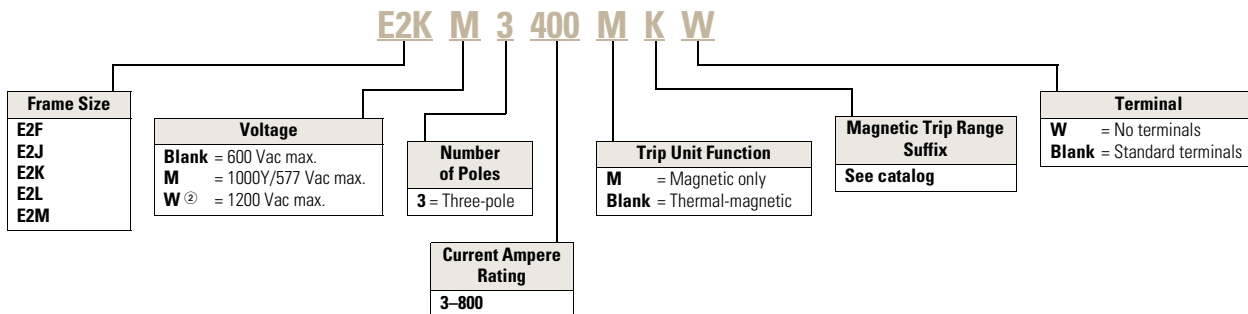 E2K M 3 400 M K W
Frame Size
E2F
E2J
E2K
E2L
E2M
Voltage
Blank = 600 Vac max.
M = 1000Y/577 Vac max.
W ② = 1200 Vac max.
Number
of Poles
3 = Three-pole
Current Ampere
Rating
3–800
Trip Unit Function
M = Magnetic only
Blank = Thermal-magnetic
Magnetic Trip Range
Suffix
See catalog
Terminal
W = No terminals
Blank = Standard terminals